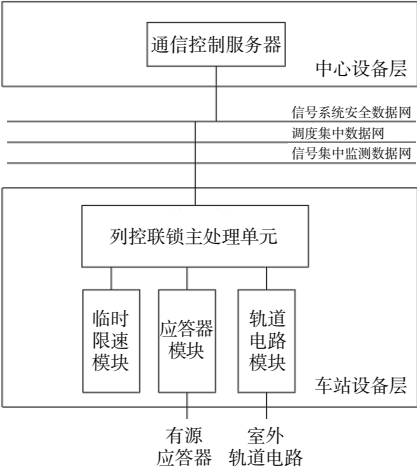 通信控制服务器
中心设备层
信号系统安全数据网
调度集中数据网
信号集中监测数据网
列控联锁主处理单元
临时
限速
模块
应答器
模块
轨道
电路
模块
车站设备层
有源
应答器
室外
轨道电路